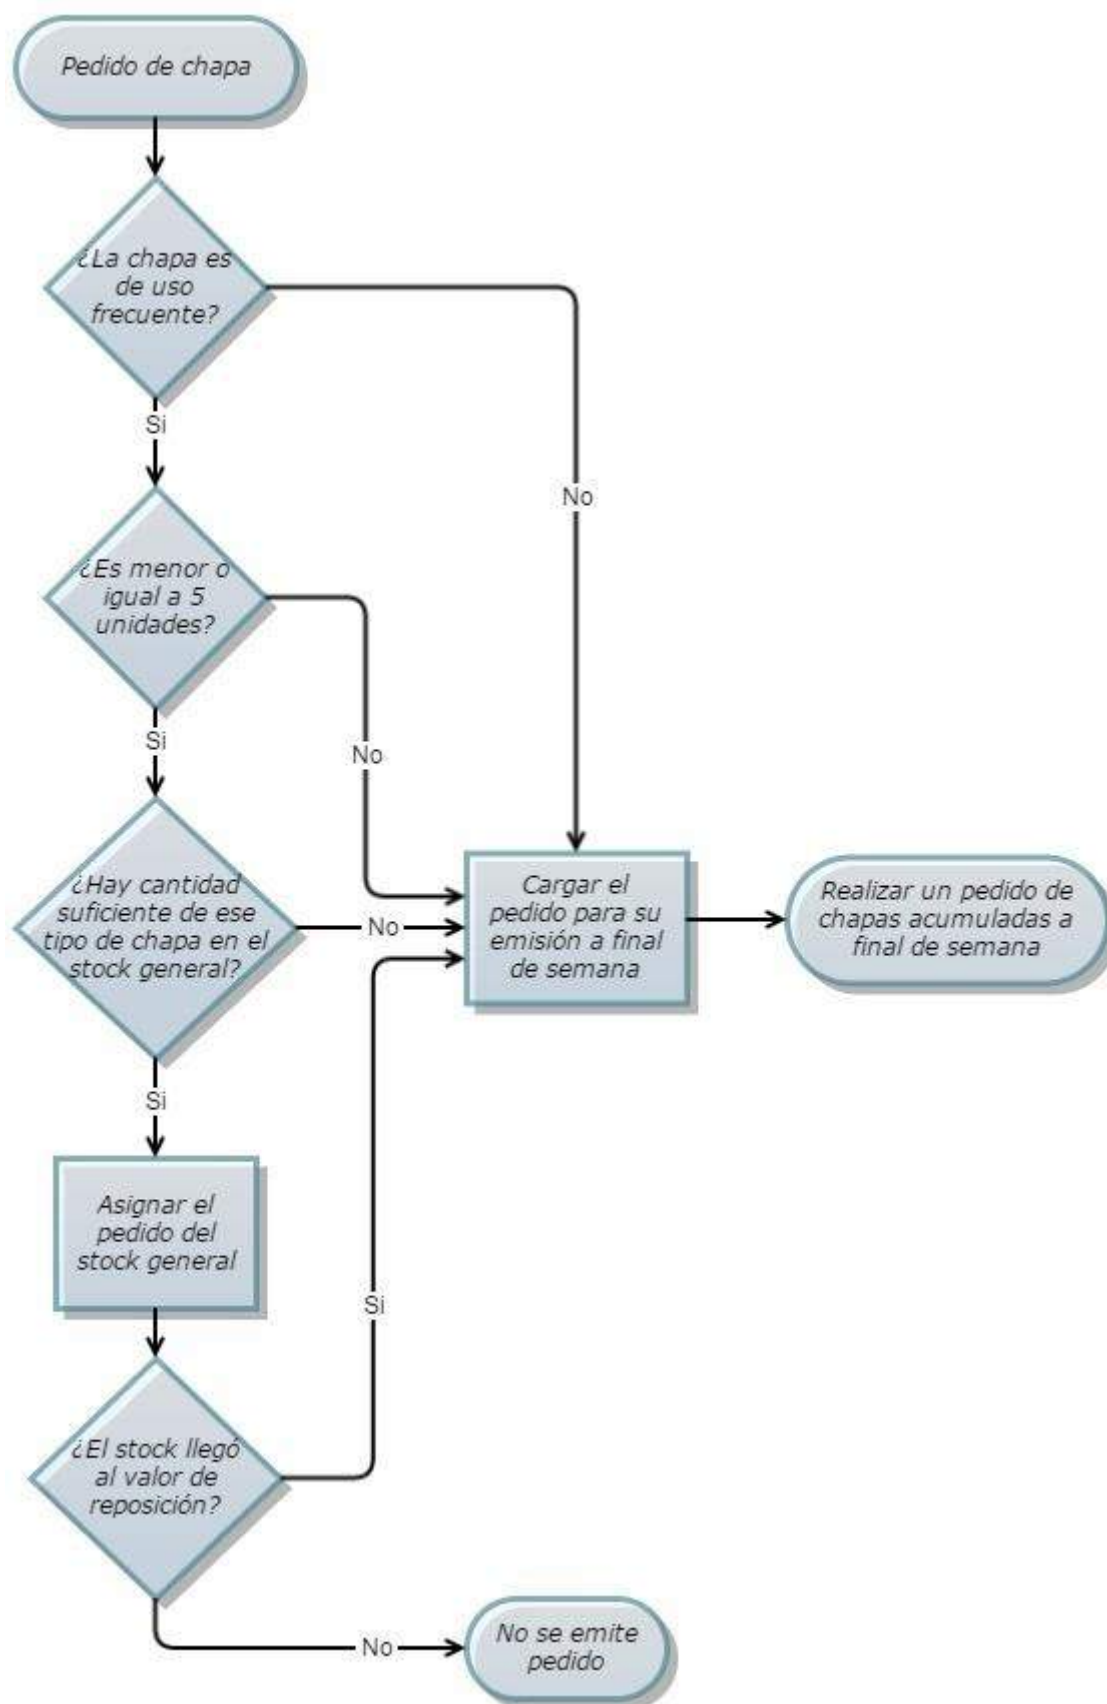 Pedido de chapa
¿La chapa es
de uso
frecuente?
Si
No
¿Es menor o
igual a 5
unidades?
Si
No
¿Hay cantidad
suficiente de ese
tipo de chapa en el
stock general?
No
Cargar el
pedido para su
emisión a final
de semana
Realizar un pedido de
chapas acumuladas a
final de semana
Si
Asignar el
pedido del
stock general
Si
¿El stock llegó
al valor de
reposición?
No
No se emite
pedido